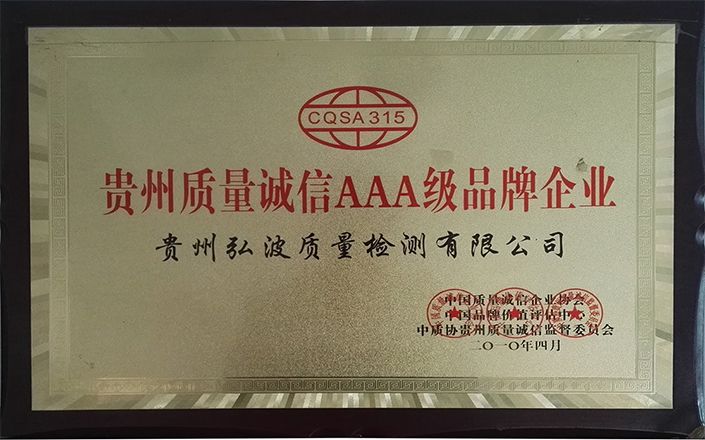 CQSA 315
贵州质量诚信AAA级品牌企业
贵州弘波质量检测有限公司
中国质量诚信企业协会
中国品牌价值评估中心
中质协贵州质量诚信监督委员会
二〇一〇年四月